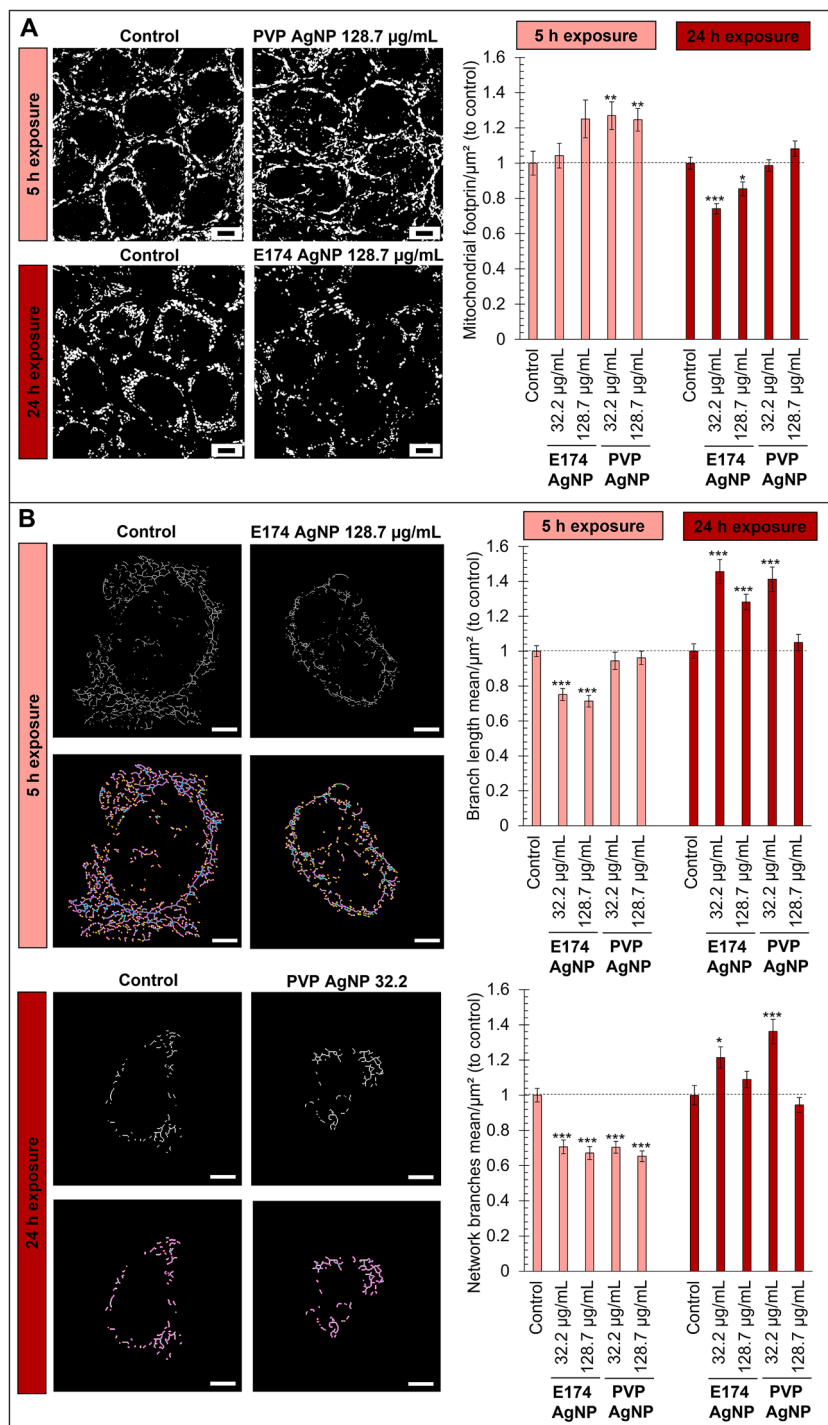 A
Control
PVP AgNP 128.7 µg/mL
5 h exposure
Control
E174 AgNP 128.7 µg/mL
24 h exposure
5 h exposure
24 h exposure
Mitochondrial footprin/µm² (to control)
1.6
1.4
1.2
1
0.8
0.6
0.4
0.2
0
**
**
***
*
Control
32.2 µg/mL
128.7 µg/mL
32.2 µg/mL
128.7 µg/mL
Control
32.2 µg/mL
128.7 µg/mL
32.2 µg/mL
128.7 µg/mL
E174 AgNP
PVP AgNP
E174 AgNP
PVP AgNP
B
Control
E174 AgNP 128.7 µg/mL
5 h exposure
5 h exposure
24 h exposure
Branch length mean/µm² (to control)
1.6
1.4
1.2
1
0.8
0.6
0.4
0.2
0
***
***
***
***
***
Control
32.2 µg/mL
128.7 µg/mL
32.2 µg/mL
128.7 µg/mL
Control
32.2 µg/mL
128.7 µg/mL
32.2 µg/mL
128.7 µg/mL
E174 AgNP
PVP AgNP
E174 AgNP
PVP AgNP
Control
PVP AgNP 32.2
24 h exposure
Network branches mean/µm² (to control)
1.6
1.4
1.2
1
0.8
0.6
0.4
0.2
0
***
***
***
***
*
***
Control
32.2 µg/mL
128.7 µg/mL
32.2 µg/mL
128.7 µg/mL
Control
32.2 µg/mL
128.7 µg/mL
32.2 µg/mL
128.7 µg/mL
E174 AgNP
PVP AgNP
E174 AgNP
PVP AgNP